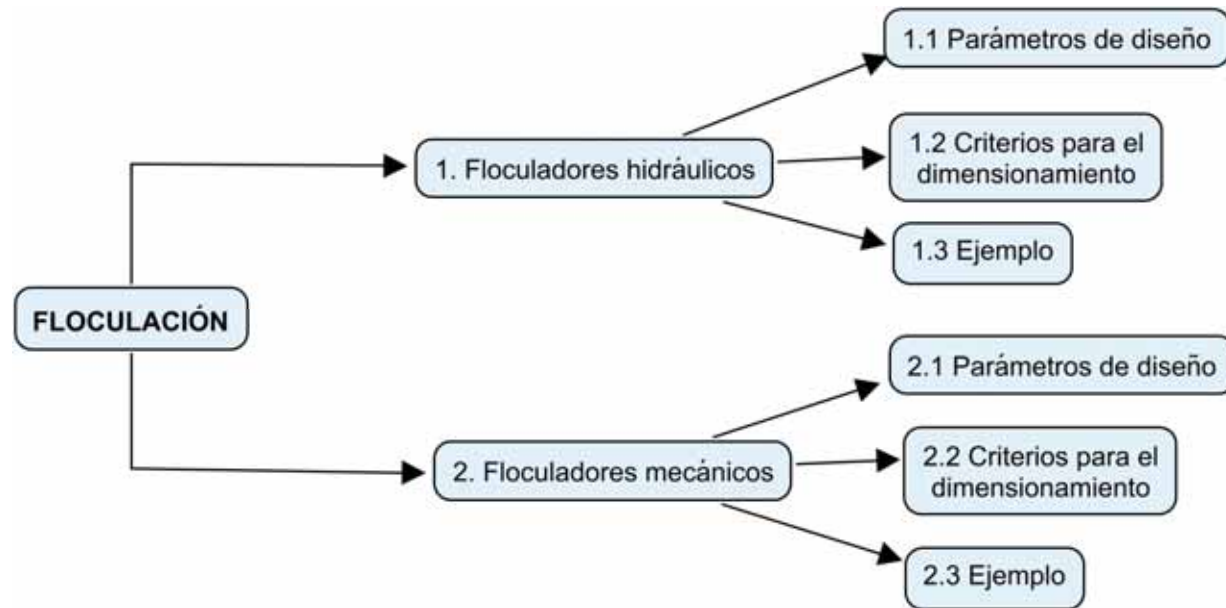 FLOCULACIÓN
1. Floculadores hidráulicos
1.1 Parámetros de diseño
1.2 Criterios para el
dimensionamiento
1.3 Ejemplo
2. Floculadores mecánicos
2.1 Parámetros de diseño
2.2 Criterios para el
dimensionamiento
2.3 Ejemplo